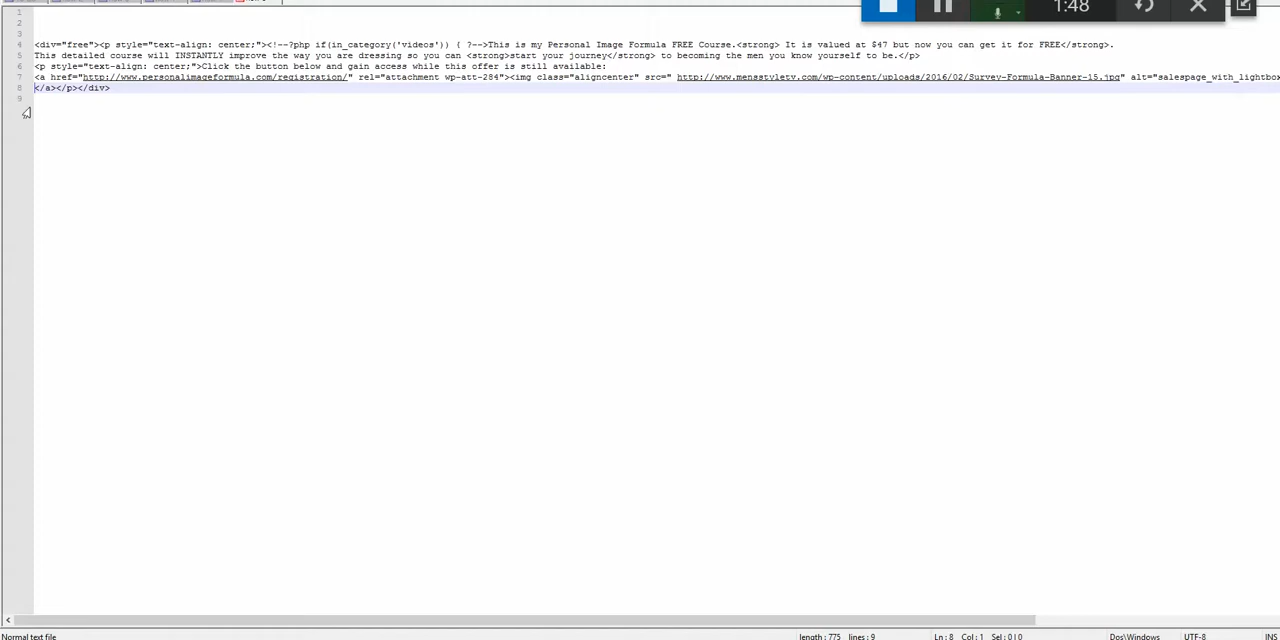 1:48
1
2
3
4 <div="free"><p style="text-align: center;"><!--?php if(in_category('videos')) { ?-->This is my Personal Image Formula FREE Course.<strong> It is valued at $47 but now you can get it for FREE</strong>.
5 This detailed course will INSTANTLY improve the way you are dressing so you can <strong>start your journey</strong> to becoming the men you know yourself to be.</p>
6 <p style="text-align: center;">Click the button below and gain access while this offer is still available:
7 <a href="http://www.personalimageformula.com/registration/" rel="attachment wp-att-284"><img class="aligncenter" src=" http://www.mensstyletv.com/wp-content/uploads/2016/02/Survey-Formula-Banner-15.jpg" alt="salespage_with_lightbox
8 </a></p></div>
9
Normal text file length : 775 lines : 9 Ln : 8 Col : 1 Sel : 0 | 0 Dos\Windows UTF-8 INS